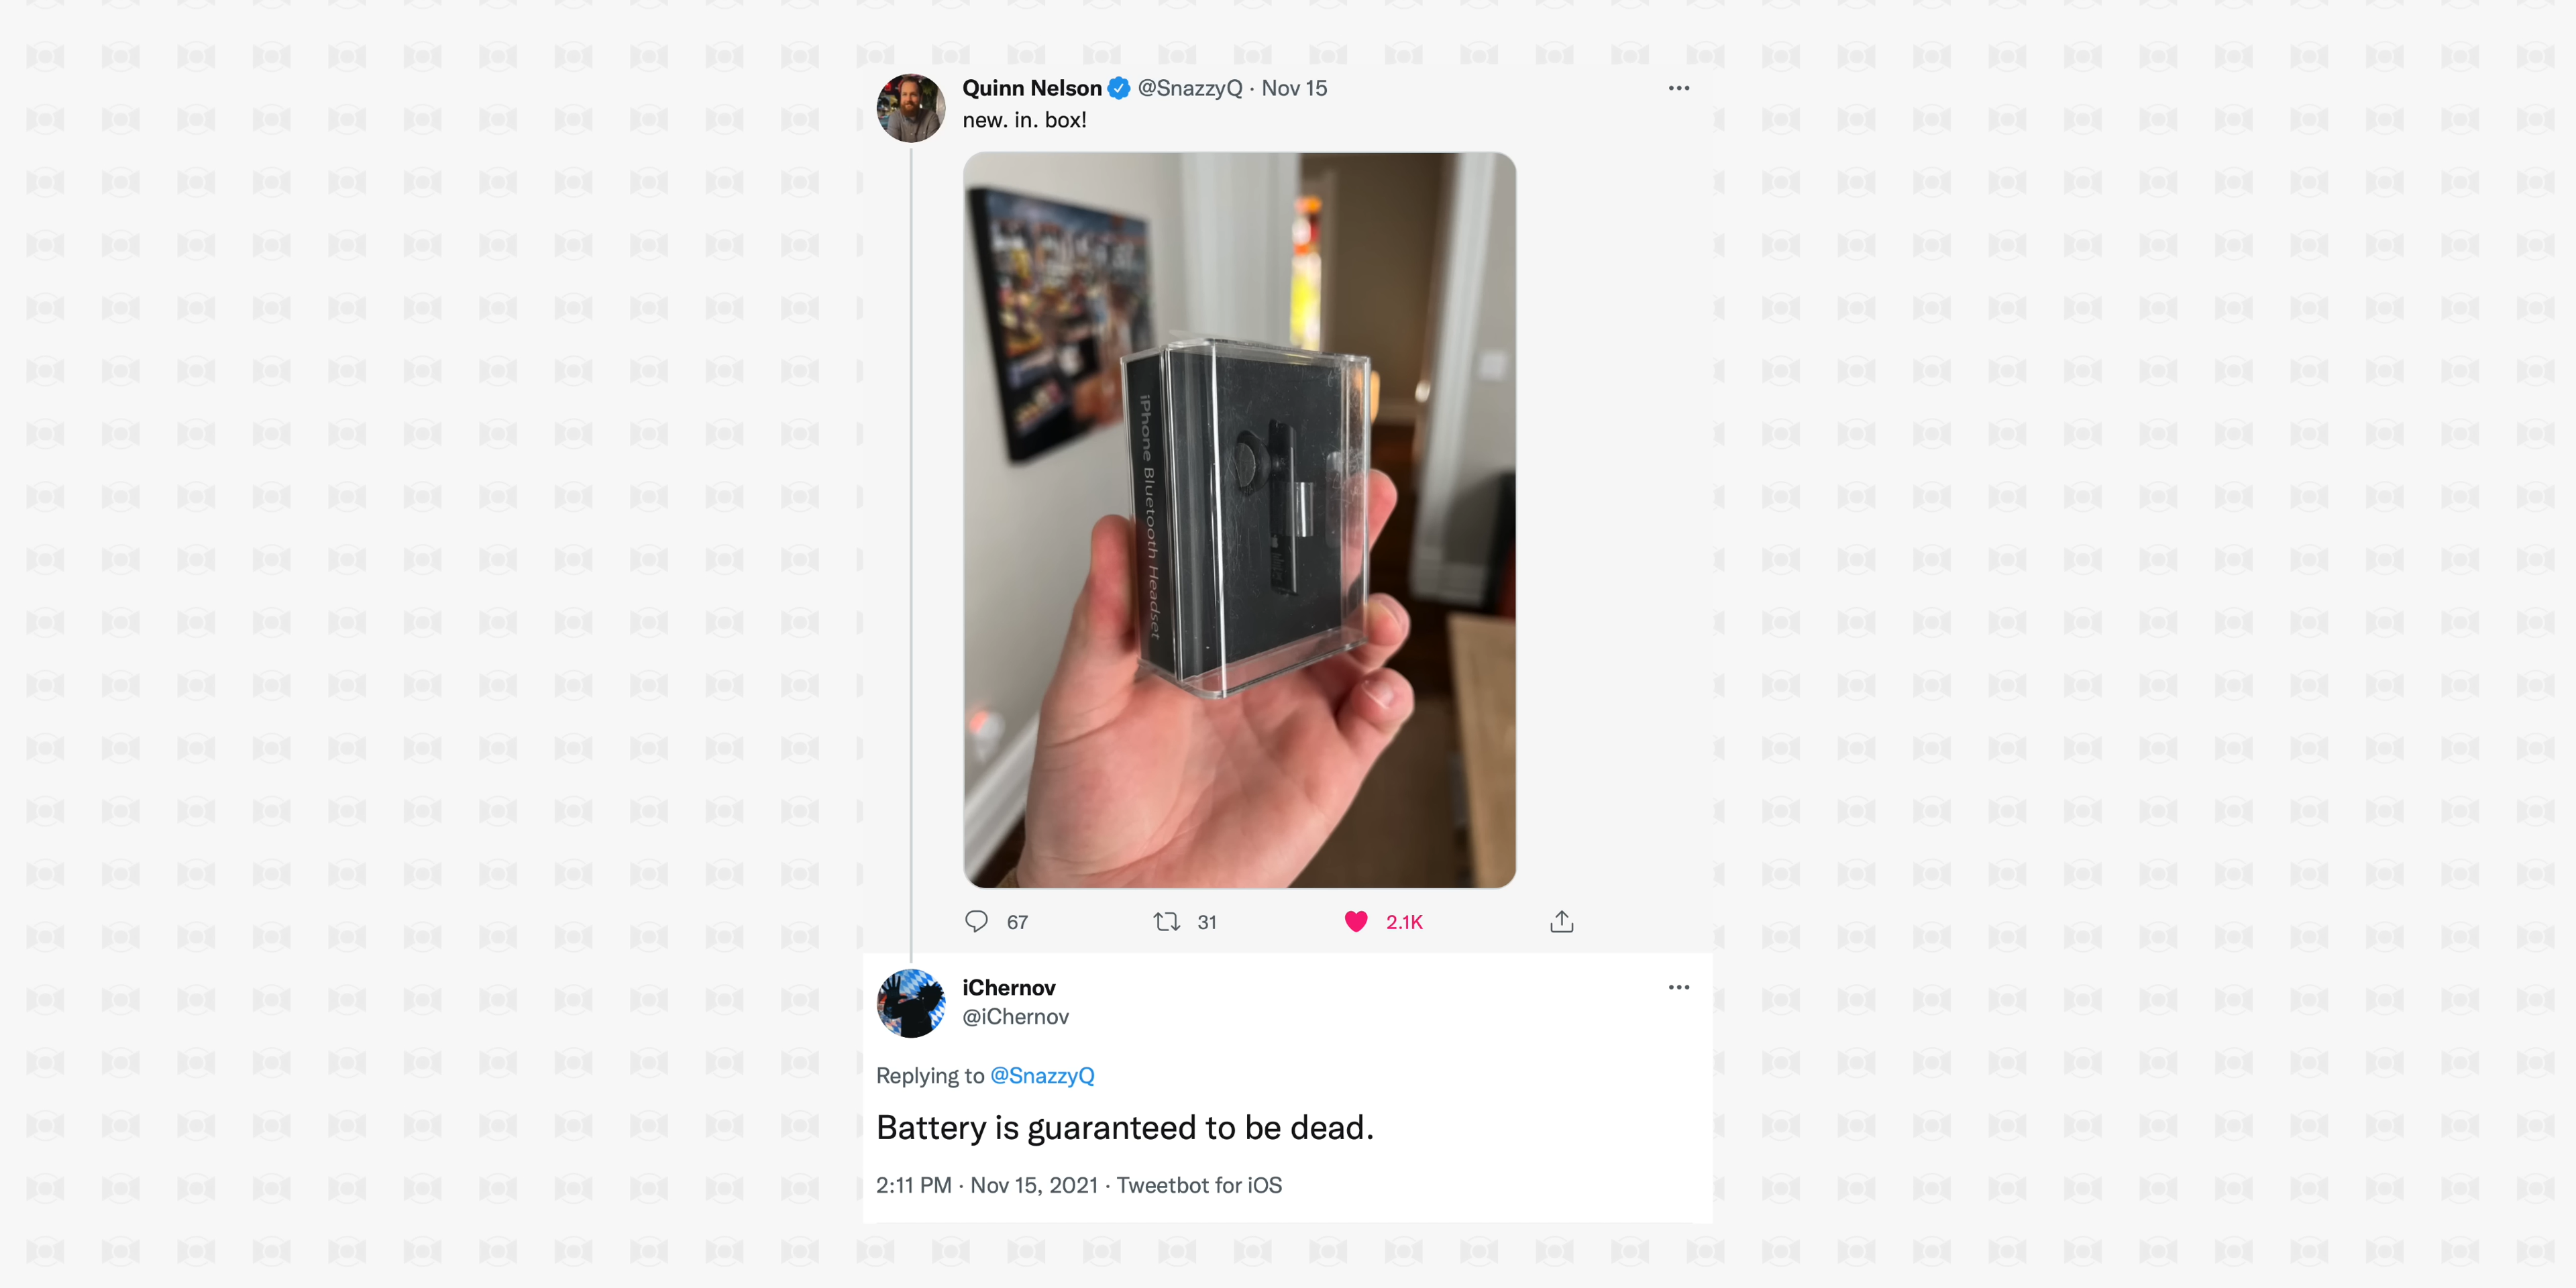 Quinn Nelson @SnazzyQ · Nov 15
new. in. box!
iPhone Bluetooth Headset
67 31 2.1K
iChernov
@iChernov
Replying to @SnazzyQ
Battery is guaranteed to be dead.
2:11 PM · Nov 15, 2021 · Tweetbot for iOS